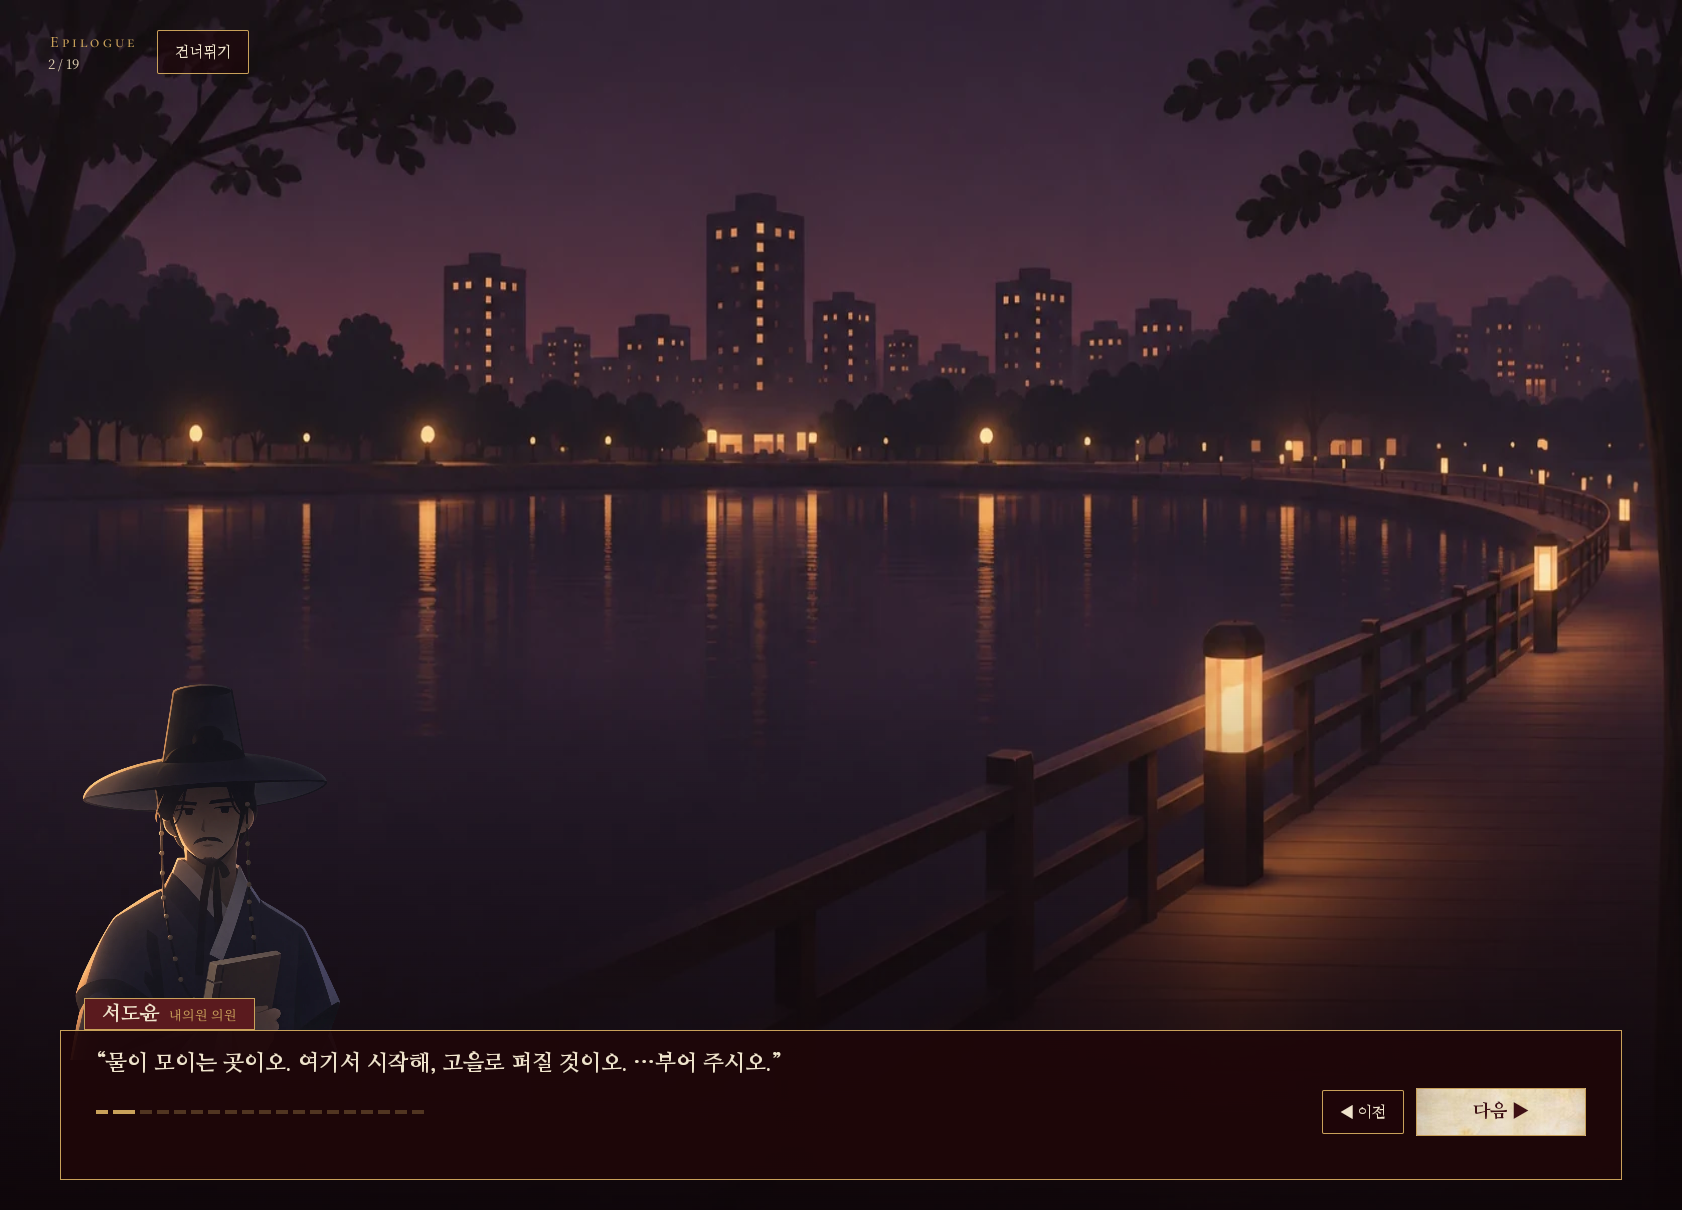 EPILOGUE
2 / 19
건너뛰기
서도윤 내의원 의원
“물이 모이는 곳이오. 여기서 시작해, 고을로 퍼질 것이오. …부어 주시오.”
◀ 이전
다음 ▶